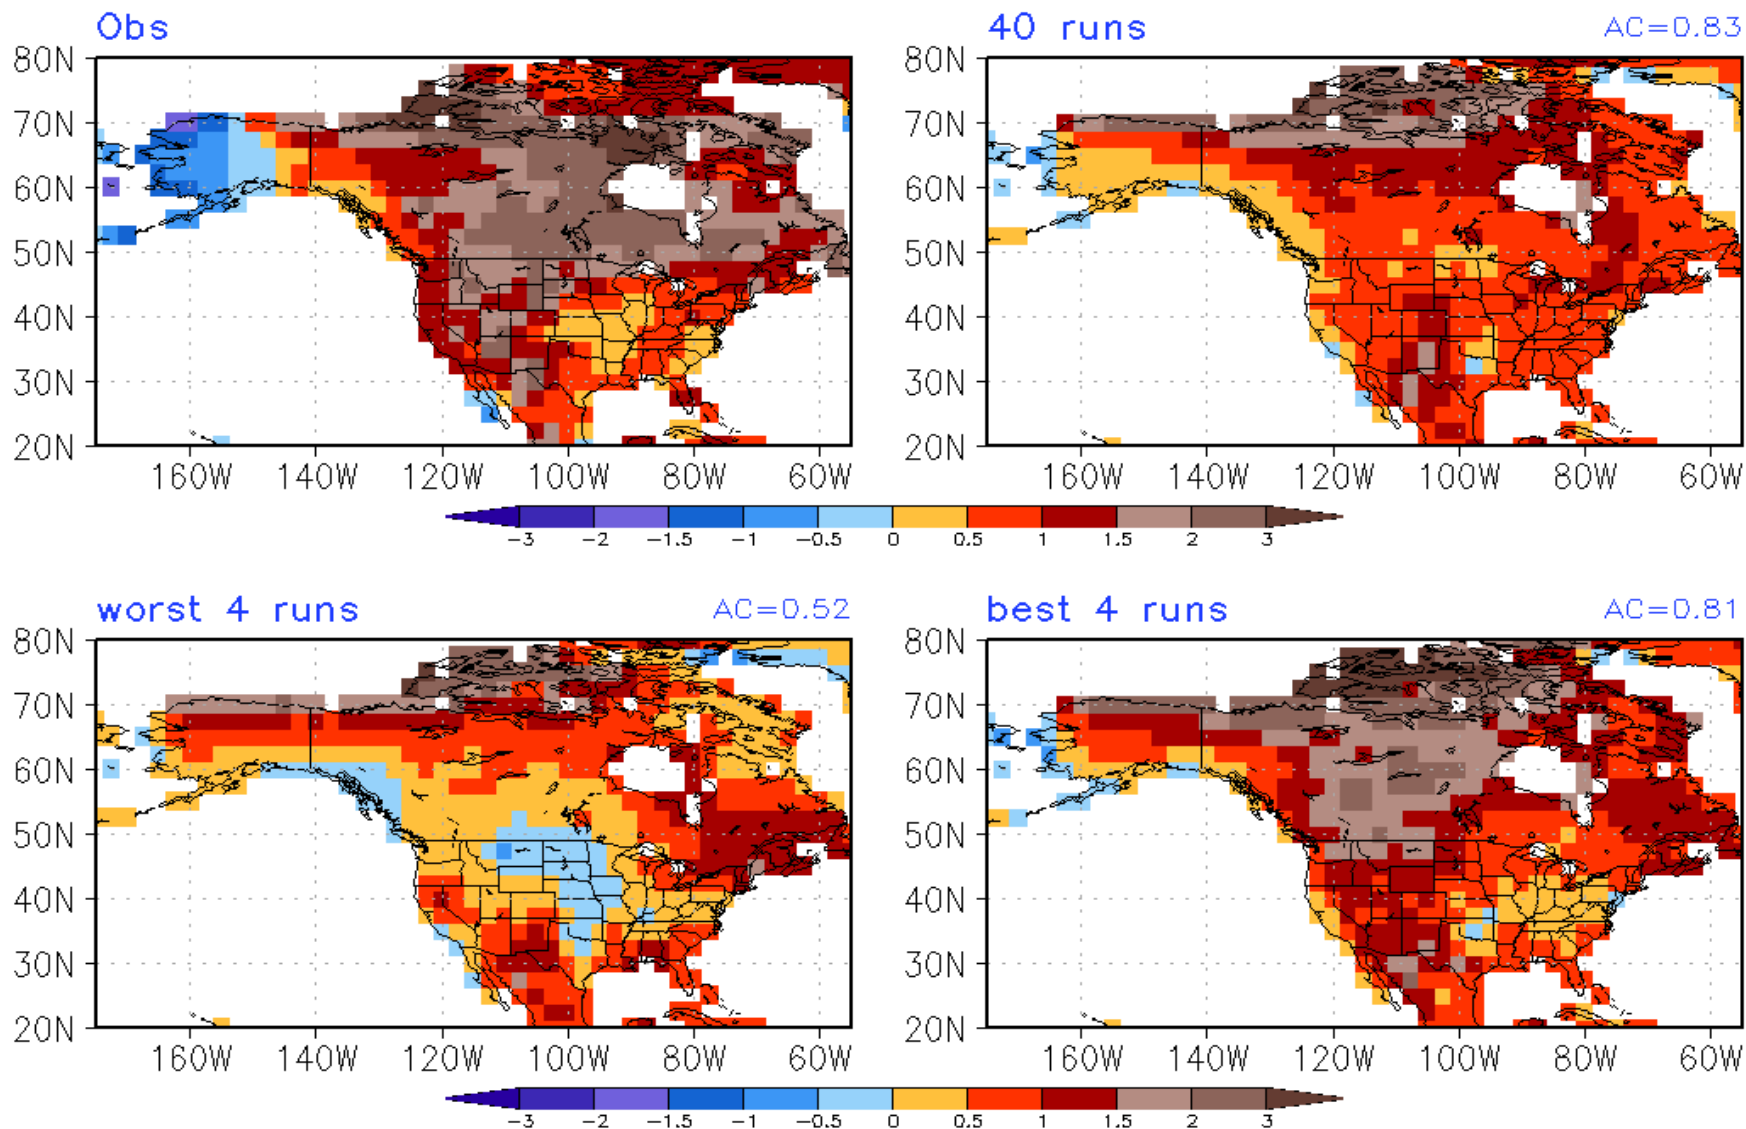 Obs
40 runs AC=0.83
80N
70N
60N
50N
40N
30N
20N
160W 140W 120W 100W 80W 60W
80N
70N
60N
50N
40N
30N
20N
160W 140W 120W 100W 80W 60W
-3 -2 -1.5 -1 -0.5 0 0.5 1 1.5 2 3
worst 4 runs AC=0.52
best 4 runs AC=0.81
80N
70N
60N
50N
40N
30N
20N
160W 140W 120W 100W 80W 60W
80N
70N
60N
50N
40N
30N
20N
160W 140W 120W 100W 80W 60W
-3 -2 -1.5 -1 -0.5 0 0.5 1 1.5 2 3